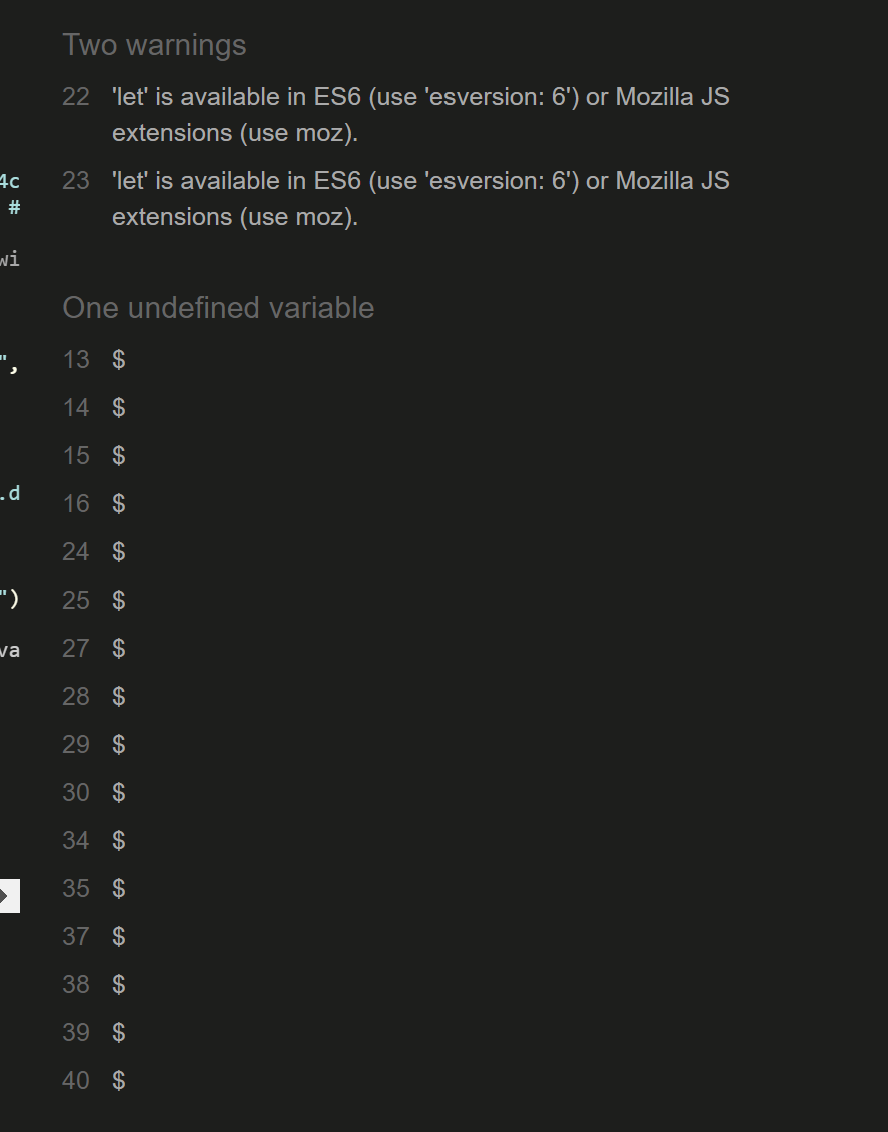 Two warnings
22 'let' is available in ES6 (use 'esversion: 6') or Mozilla JS
extensions (use moz).
4c
23 'let' is available in ES6 (use 'esversion: 6') or Mozilla JS
#
extensions (use moz).
wi
One undefined variable
13 $
",
14 $
15 $
.d
16 $
24 $
")
25 $
va
27 $
28 $
29 $
30 $
34 $
35 $
37 $
38 $
39 $
40 $